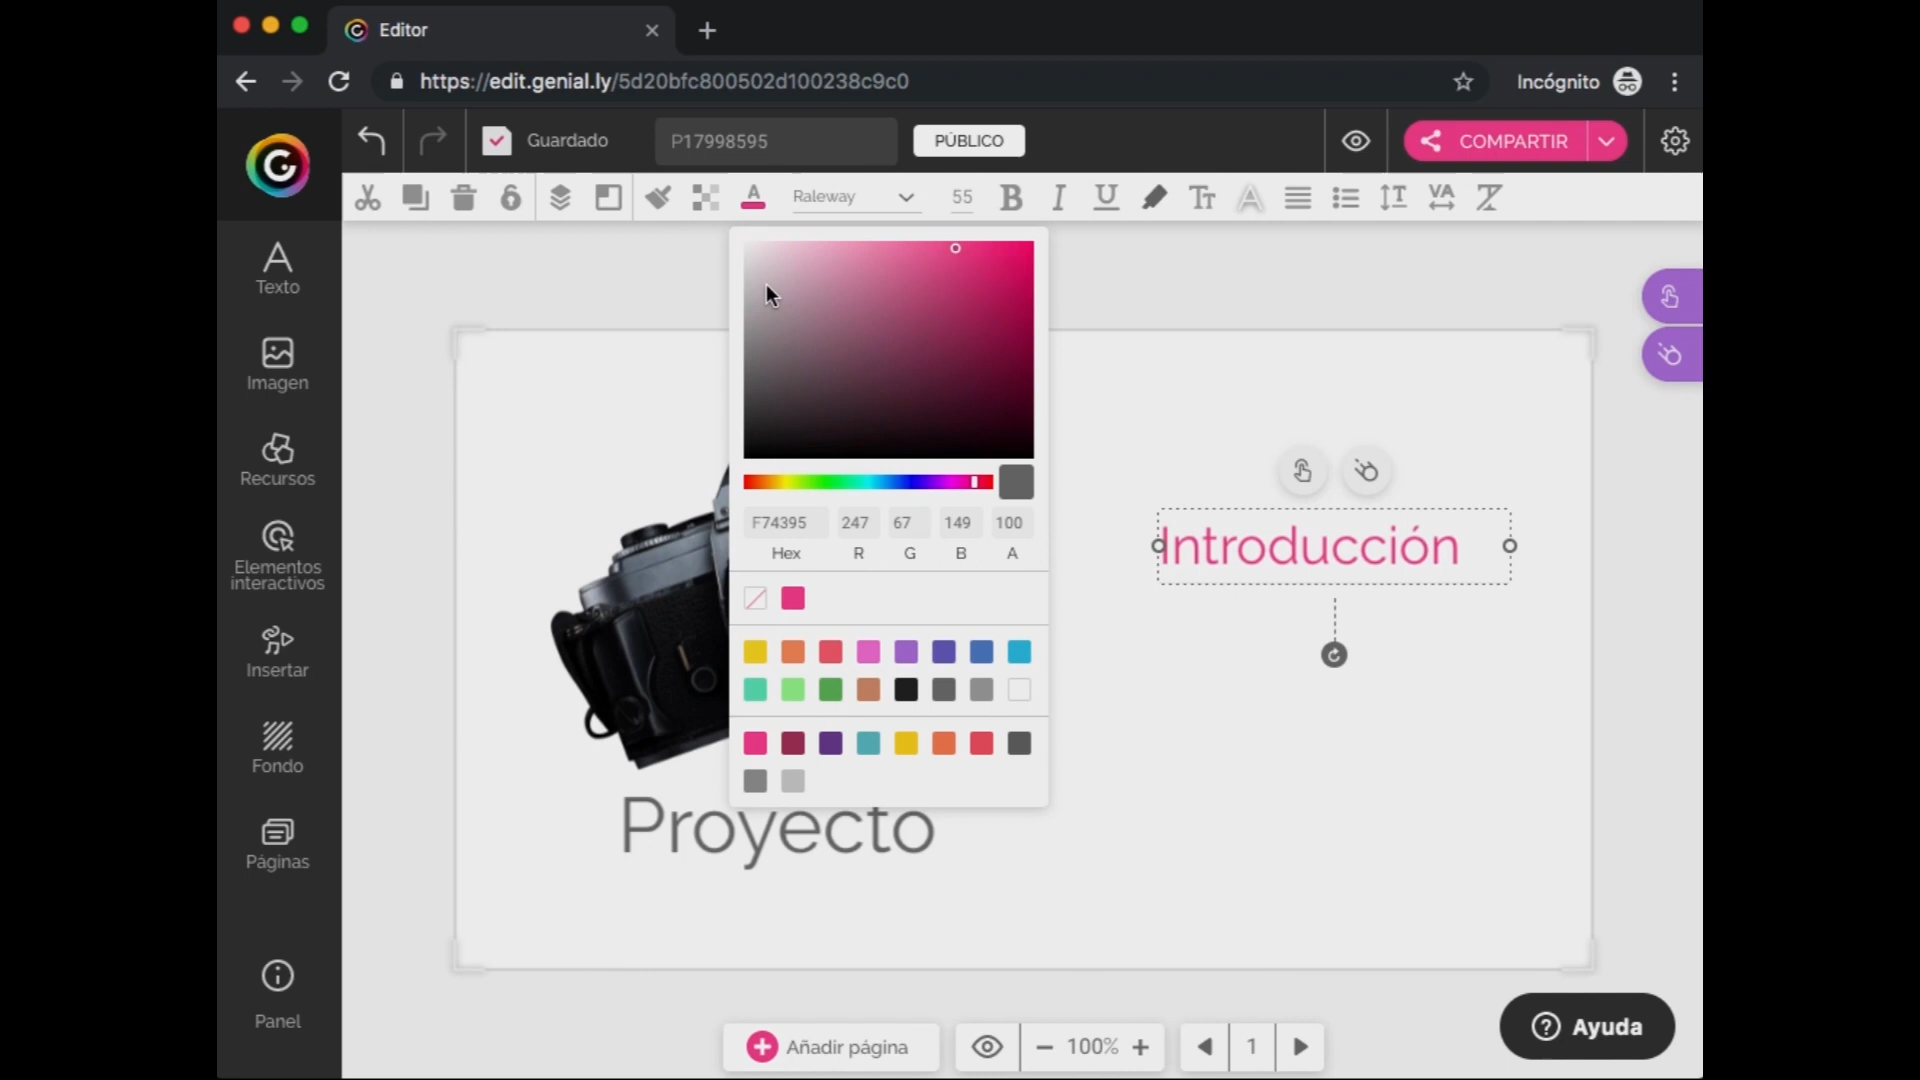 Editor
https://edit.genial.ly/5d20bfc800502d100238c9c0
Incógnito
Guardado
P17998595
PÚBLICO
COMPARTIR
Raleway
55
Texto
Imagen
Recursos
Elementos
interactivos
Insertar
Fondo
Páginas
Panel
F74395 247 67 149 100
Hex R G B A
Introducción
Proyecto
Añadir página
100%
1
Ayuda